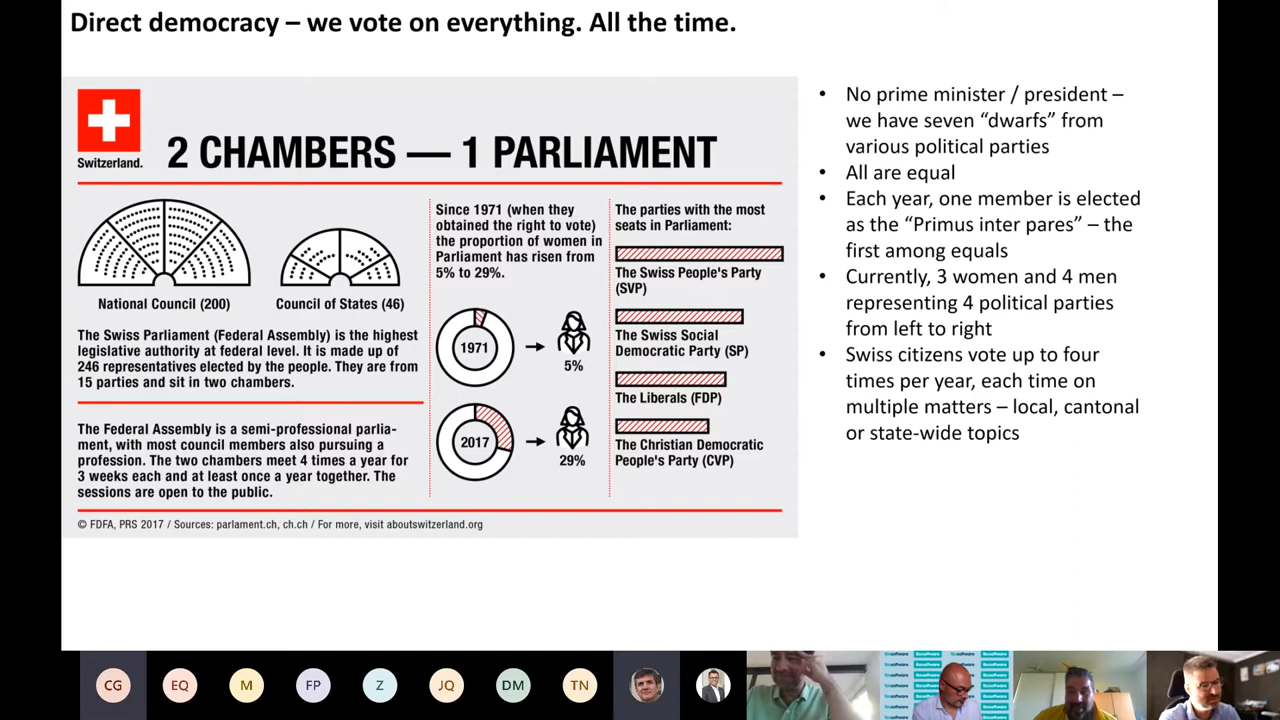 Direct democracy – we vote on everything. All the time.
Switzerland.
2 CHAMBERS — 1 PARLIAMENT
National Council (200)
Council of States (46)
The Swiss Parliament (Federal Assembly) is the highest
legislative authority at federal level. It is made up of
246 representatives elected by the people. They are from
15 parties and sit in two chambers.
The Federal Assembly is a semi-professional parlia-
ment, with most council members also pursuing a
profession. The two chambers meet 4 times a year for
3 weeks each and at least once a year together. The
sessions are open to the public.
Since 1971 (when they
obtained the right to vote)
the proportion of women in
Parliament has risen from
5% to 29%.
1971
5%
2017
29%
The parties with the most
seats in Parliament:
The Swiss People's Party
(SVP)
The Swiss Social
Democratic Party (SP)
The Liberals (FDP)
The Christian Democratic
People's Party (CVP)
© FDFA, PRS 2017 / Sources: parlament.ch, ch.ch / For more, visit aboutswitzerland.org
• No prime minister / president –
we have seven “dwarfs” from
various political parties
• All are equal
• Each year, one member is elected
as the “Primus inter pares” – the
first among equals
• Currently, 3 women and 4 men
representing 4 political parties
from left to right
• Swiss citizens vote up to four
times per year, each time on
multiple matters – local, cantonal
or state-wide topics
CG
EQ
M
FP
Z
JQ
DM
TN